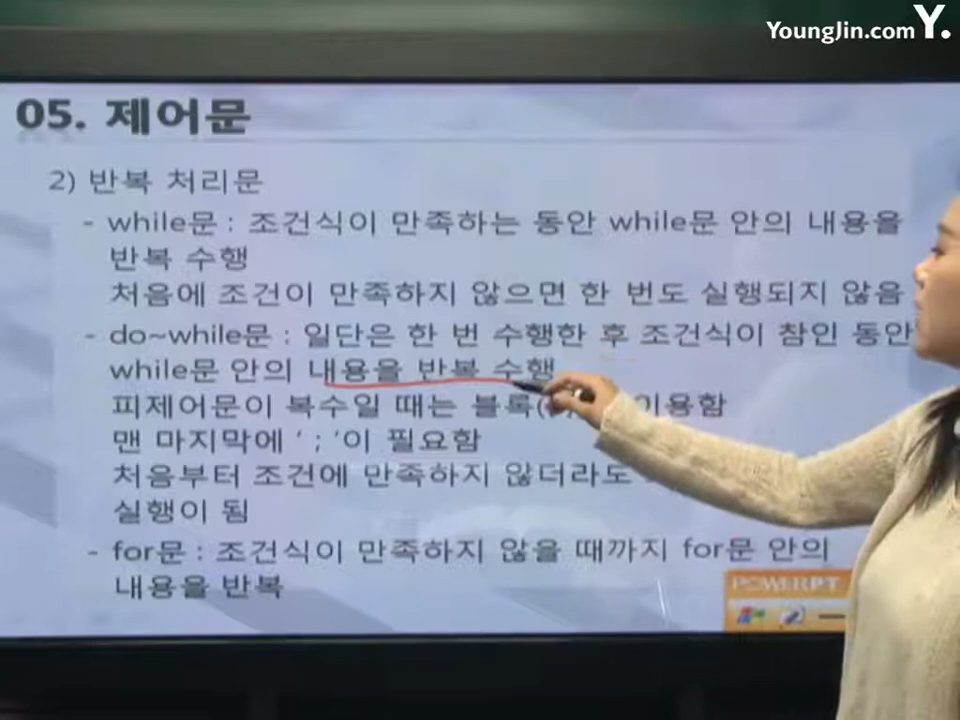 YoungJin.com Y.
05. 제어문
2) 반복 처리문
- while문 : 조건식이 만족하는 동안 while문 안의 내용을
반복 수행
처음에 조건이 만족하지 않으면 한 번도 실행되지 않음
- do~while문 : 일단은 한 번 수행한 후 조건식이 참인 동안
while문 안의 내용을 반복 수행
피제어문이 복수일 때는 블록( 이용함
맨 마지막에 ' ; '이 필요함
처음부터 조건에 만족하지 않더라도
실행이 됨
- for문 : 조건식이 만족하지 않을 때까지 for문 안의
내용을 반복
POWERPT